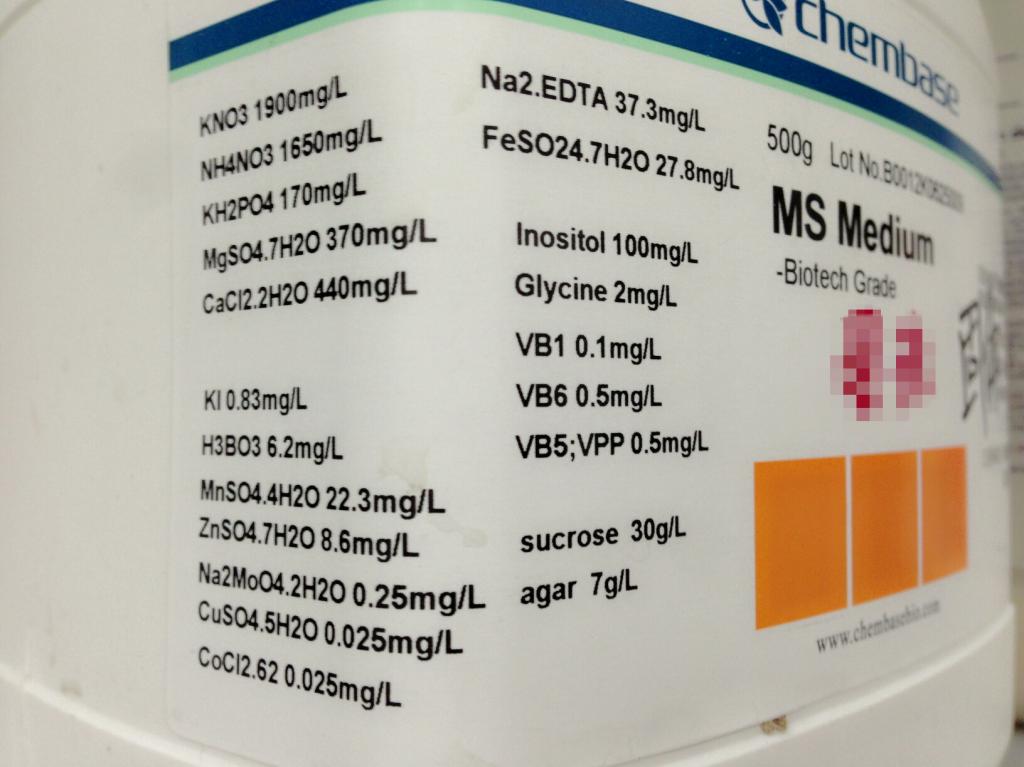 chembase
KNO3 1900mg/L
NH4NO3 1650mg/L
KH2PO4 170mg/L
MgSO4.7H2O 370mg/L
CaCl2.2H2O 440mg/L
KI 0.83mg/L
H3BO3 6.2mg/L
MnSO4.4H2O 22.3mg/L
ZnSO4.7H2O 8.6mg/L
Na2MoO4.2H2O 0.25mg/L
CuSO4.5H2O 0.025mg/L
CoCl2.62 0.025mg/L
Na2.EDTA 37.3mg/L
FeSO24.7H2O 27.8mg/L
Inositol 100mg/L
Glycine 2mg/L
VB1 0.1mg/L
VB6 0.5mg/L
VB5;VPP 0.5mg/L
sucrose 30g/L
agar 7g/L
500g Lot No.
MS Medium
-Biotech Grade
www.chembasebio.com